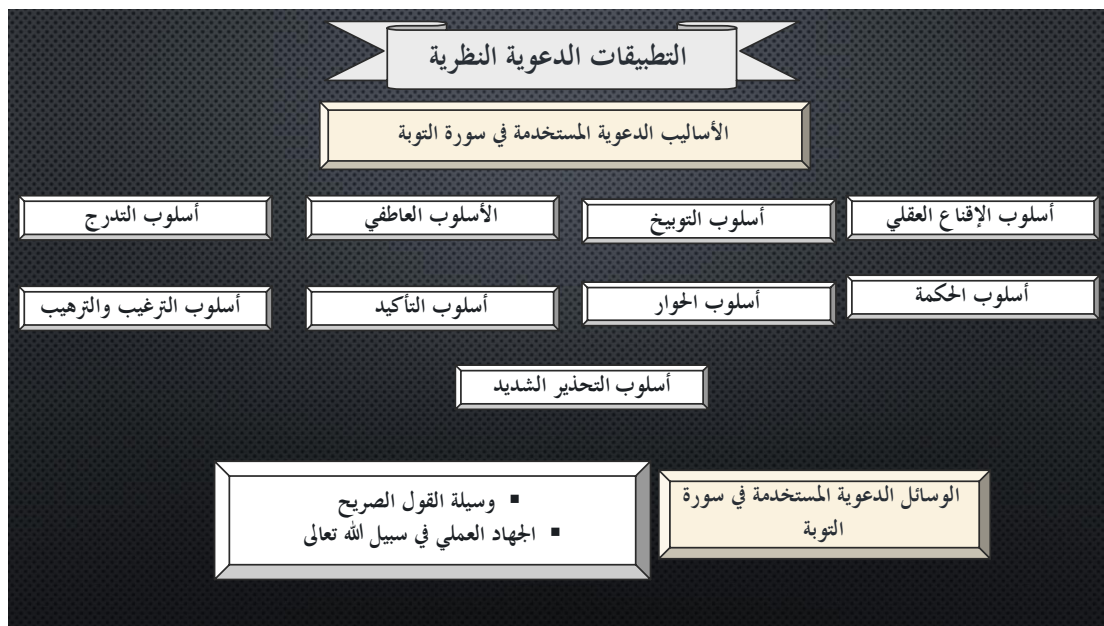 التطبيقات الدعوية النظرية
الأساليب الدعوية المستخدمة في سورة التوبة
أسلوب الإقناع العقلي
أسلوب التوبيخ
الأسلوب العاطفي
أسلوب التدرج
أسلوب الحكمة
أسلوب الحوار
أسلوب التأكيد
أسلوب الترغيب والترهيب
أسلوب التحذير الشديد
الوسائل الدعوية المستخدمة في سورة
التوبة
▪ وسيلة القول الصريح
▪ الجهاد العملي في سبيل الله تعالى